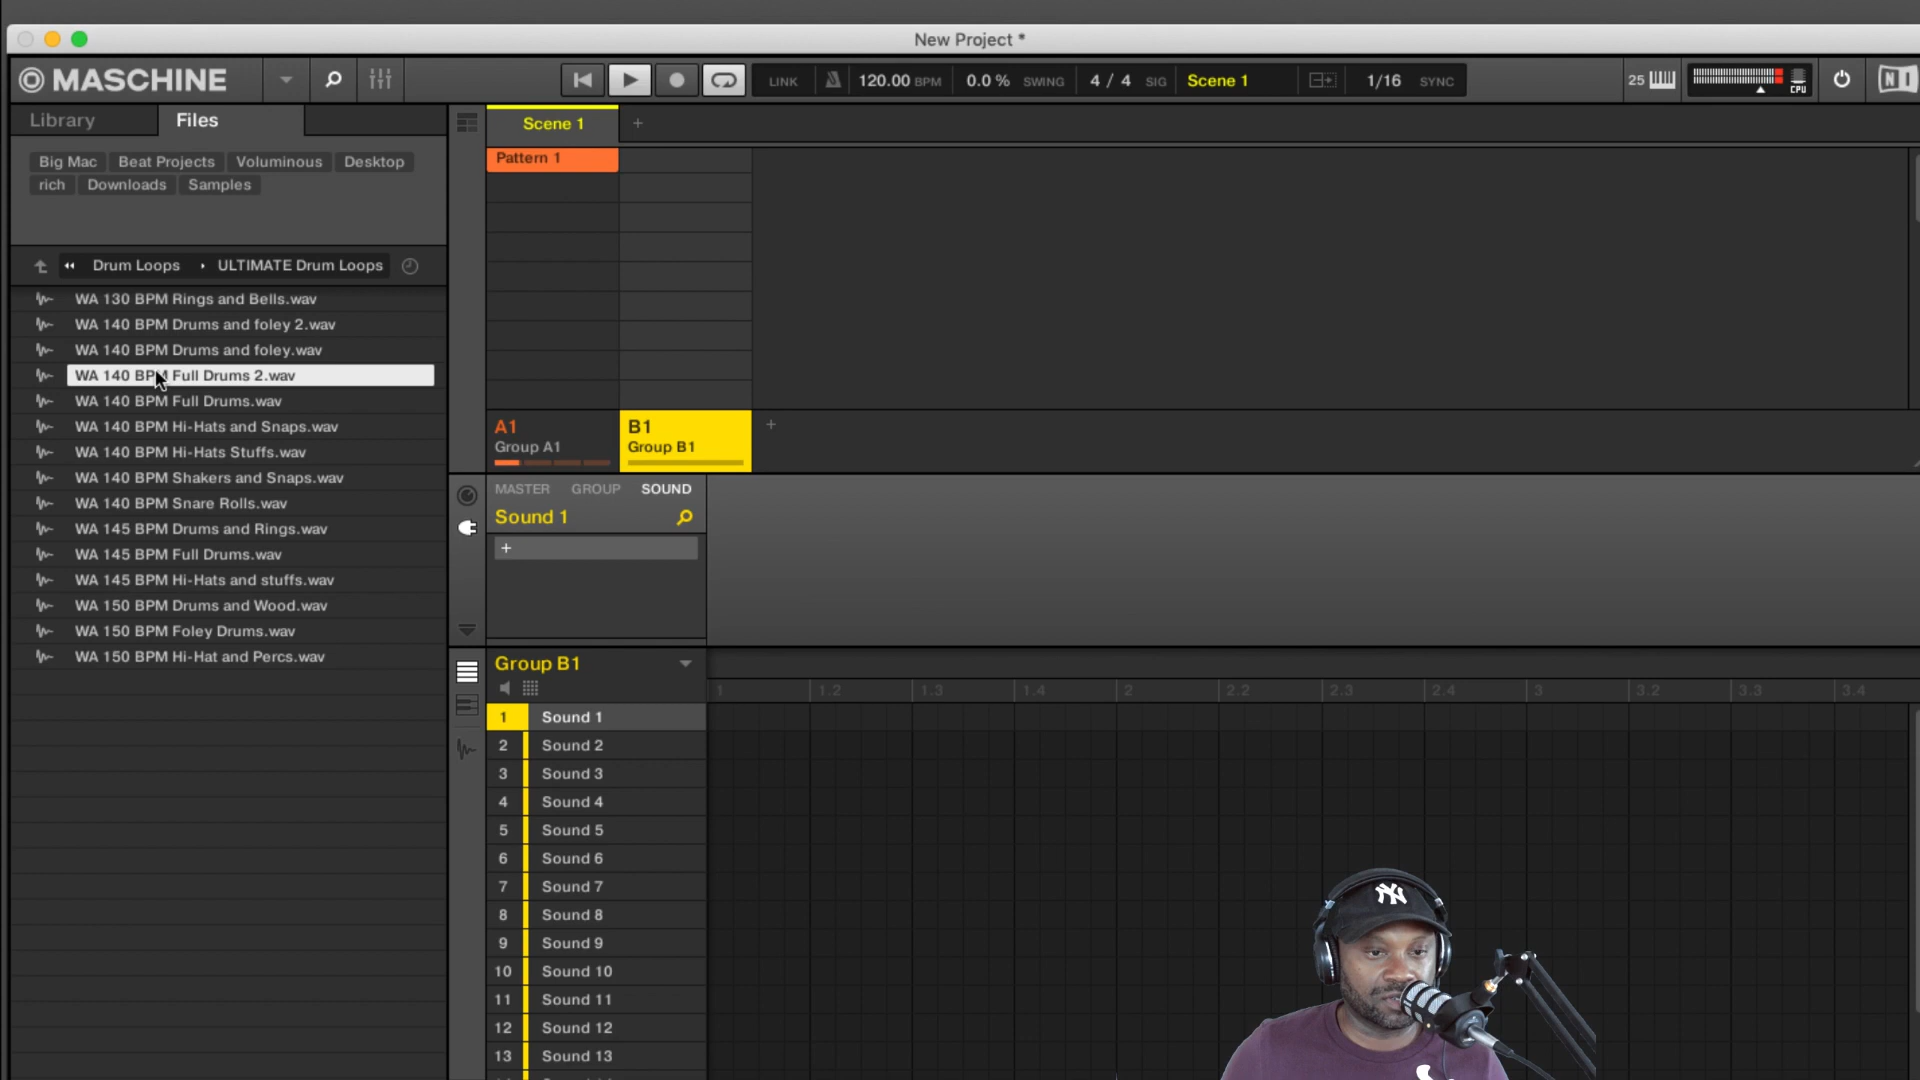 New Project *
MASCHINE
LINK 120.00 BPM 0.0 % SWING 4 / 4 SIG Scene 1 1/16 SYNC 25 CPU NI
Library Files
Big Mac Beat Projects Voluminous Desktop
rich Downloads Samples
Drum Loops ULTIMATE Drum Loops
WA 130 BPM Rings and Bells.wav
WA 140 BPM Drums and foley 2.wav
WA 140 BPM Drums and foley.wav
WA 140 BPM Full Drums 2.wav
WA 140 BPM Full Drums.wav
WA 140 BPM Hi-Hats and Snaps.wav
WA 140 BPM Hi-Hats Stuffs.wav
WA 140 BPM Shakers and Snaps.wav
WA 140 BPM Snare Rolls.wav
WA 145 BPM Drums and Rings.wav
WA 145 BPM Full Drums.wav
WA 145 BPM Hi-Hats and stuffs.wav
WA 150 BPM Drums and Wood.wav
WA 150 BPM Foley Drums.wav
WA 150 BPM Hi-Hat and Percs.wav
Scene 1 +
Pattern 1
A1 B1 +
Group A1 Group B1
MASTER GROUP SOUND
Sound 1
+
Group B1
1 1.2 1.3 1.4 2 2.2 2.3 2.4 3 3.2 3.3 3.4
1 Sound 1
2 Sound 2
3 Sound 3
4 Sound 4
5 Sound 5
6 Sound 6
7 Sound 7
8 Sound 8
9 Sound 9
10 Sound 10
11 Sound 11
12 Sound 12
13 Sound 13
NY